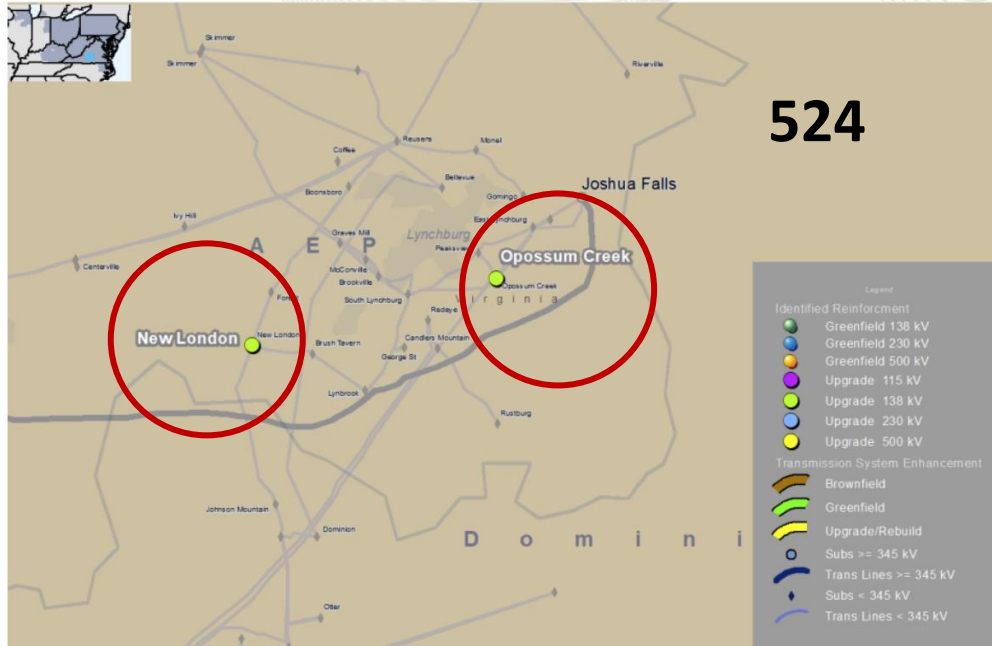 Skimmer
Skimmer
Riverville
524
Reusens
Monel
Coffee
Bellevue
Boonsboro
Gomingo
Joshua Falls
Ivy Hill
East Lynchburg
Graves Mill
Lynchburg
A E P
Peaksview
Opossum Creek
Centerville
McConville
Brookville
Opossum Creek
Forest
South Lynchburg
Virginia
Redeye
New London
New London
Brush Tavern
Candlers Mountain
George St
Lynbrook
Rustburg
Johnson Mountain
Dominion
D o m i n i
Otter
Legend
Identified Reinforcment
Greenfield 138 kV
Greenfield 230 kV
Greenfield 500 kV
Upgrade 115 kV
Upgrade 138 kV
Upgrade 230 kV
Upgrade 500 kV
Transmission System Enhancement
Brownfield
Greenfield
Upgrade/Rebuild
Subs >= 345 kV
Trans Lines >= 345 kV
Subs < 345 kV
Trans Lines < 345 kV